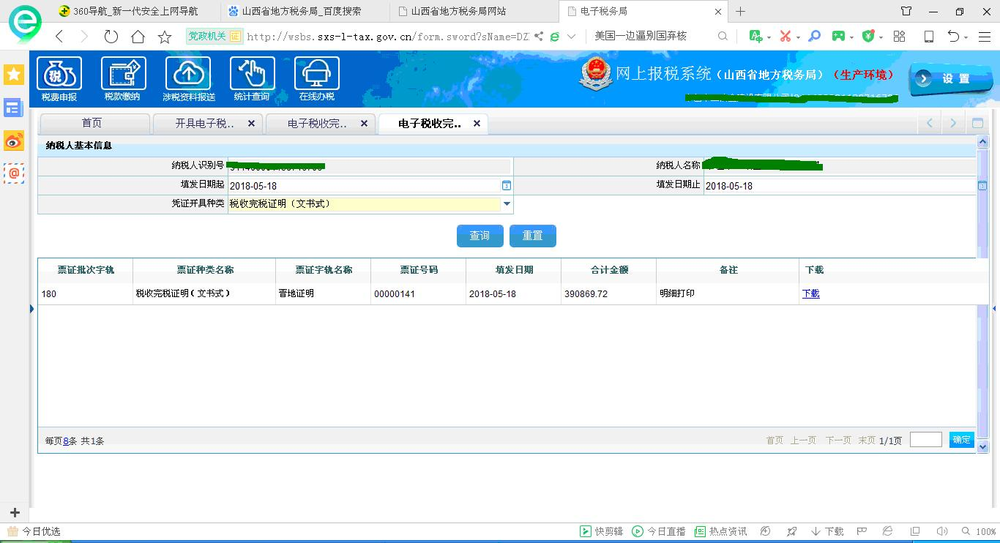 360导航_新一代安全上网导航
山西省地方税务局_百度搜索
山西省地方税务局网站
电子税务局
党政机关 证
http://wsbs.sxs-l-tax.gov.cn/form.sword?sName=DZ
美国一边逼别国弃核
税费申报
税款缴纳
涉税资料报送
统计查询
在线办税
网上报税系统(山西省地方税务局)(生产环境)
设置
首页
开具电子税..
电子税收完..
电子税收完..
纳税人基本信息
纳税人识别号
纳税人名称
填发日期起 2018-05-18
填发日期止 2018-05-18
凭证开具种类 税收完税证明(文书式)
查询 重置
票证批次字轨 票证种类名称 票证字轨名称 票证号码 填发日期 合计金额 备注 下载
180 税收完税证明(文书式) 晋地证明 00000141 2018-05-18 390869.72 明细打印 下载
每页8条 共1条
首页 上一页 下一页 末页 1/1页 确定
今日优选
快剪辑 今日直播 热点资讯 下载 100%